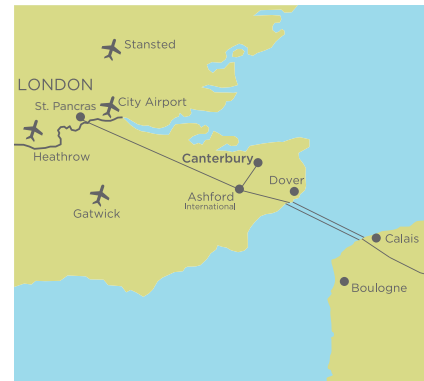 Stansted
LONDON
St. Pancras
City Airport
Heathrow
Canterbury
Dover
Ashford
International
Gatwick
Calais
Boulogne